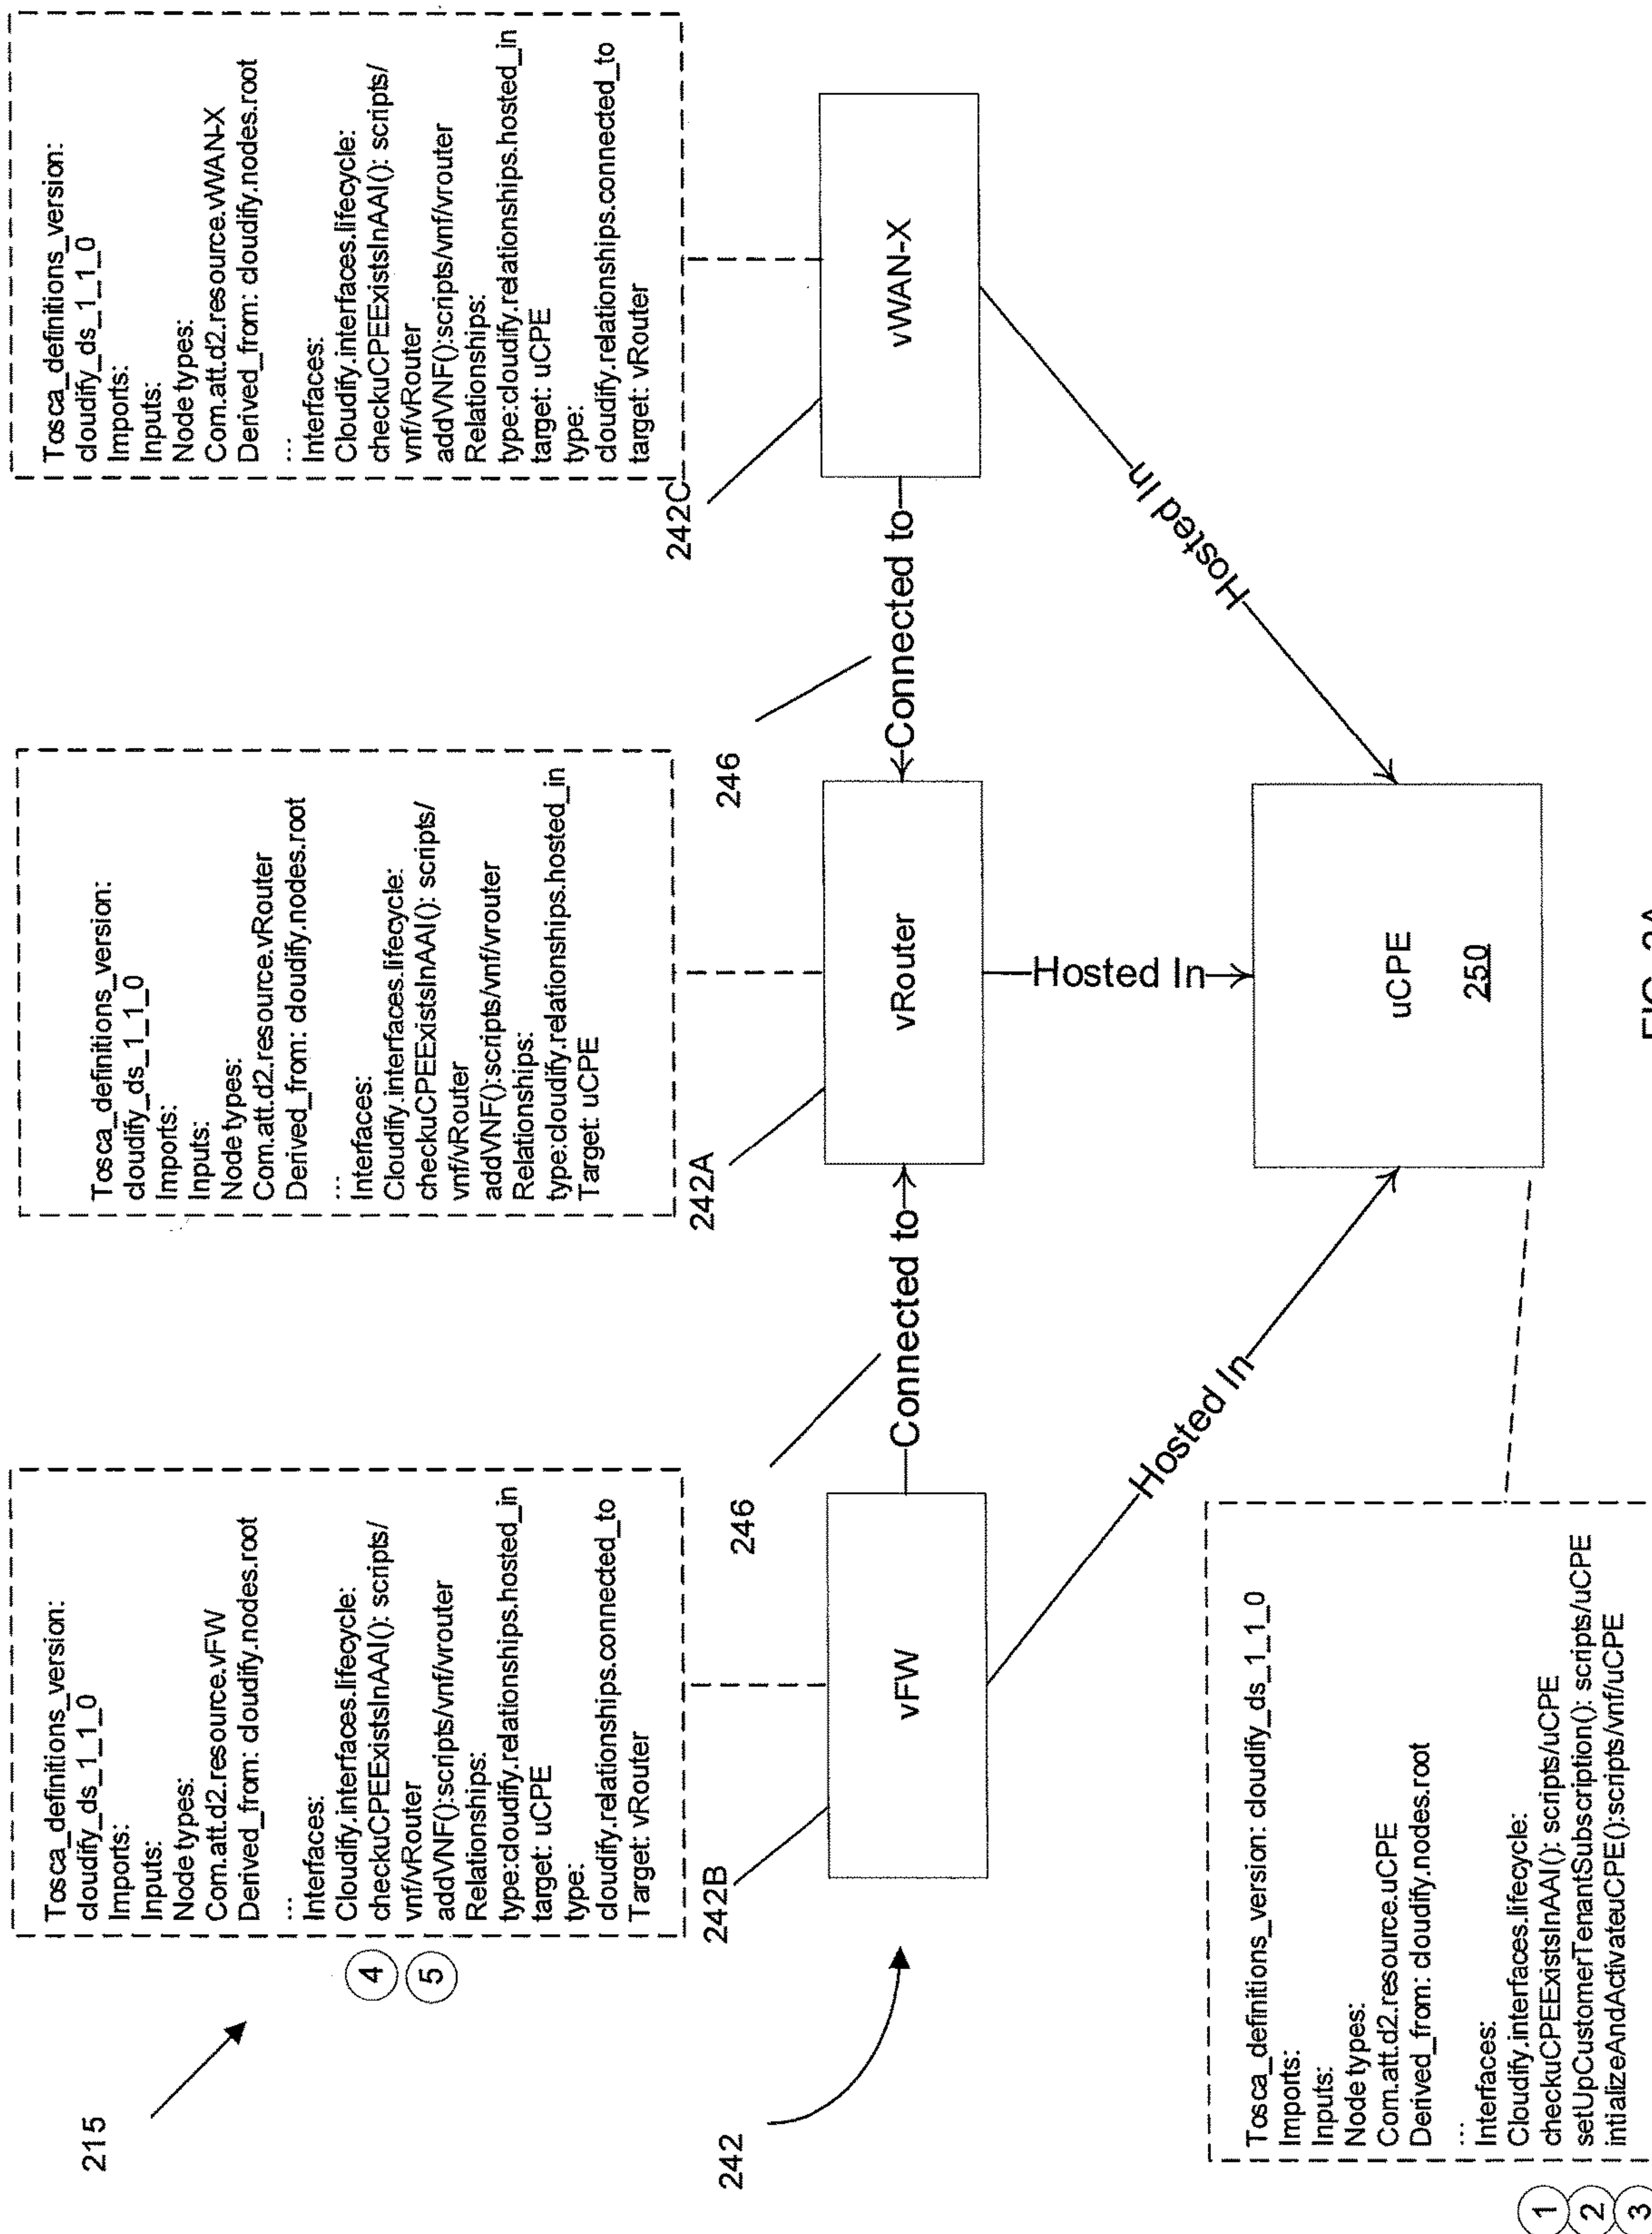 215
Tosca_definitions_version:
cloudify_ds_1_1_0
Imports:
Inputs:
Node types:
Com.att.d2.resource.vFW
Derived_from: cloudify.nodes.root
...
Interfaces:
Cloudify.interfaces.lifecycle:
checkuCPEExistsInAAI(): scripts/
vnf/vRouter
addVNF():scripts/vnf/vrouter
Relationships:
type:cloudify.relationships.hosted_in
target: uCPE
type:
cloudify.relationships.connected_to
Target: vRouter
4
5
Tosca_definitions_version:
cloudify_ds_1_1_0
Imports:
Inputs:
Node types:
Com.att.d2.resource.vRouter
Derived_from: cloudify.nodes.root
...
Interfaces:
Cloudify.interfaces.lifecycle:
checkuCPEExistsInAAI(): scripts/
vnf/vRouter
addVNF():scripts/vnf/vrouter
Relationships:
type:cloudify.relationships.hosted_in
Target: uCPE
Tosca_definitions_version:
cloudify_ds_1_1_0
Imports:
Inputs:
Node types:
Com.att.d2.resource.vWAN-X
Derived_from: cloudify.nodes.root
...
Interfaces:
Cloudify.interfaces.lifecycle:
checkuCPEExistsInAAI(): scripts/
vnf/vRouter
addVNF():scripts/vnf/vrouter
Relationships:
type:cloudify.relationships.hosted_in
target: uCPE
type:
cloudify.relationships.connected_to
target: vRouter
242
242B
246
242A
246
242C
vFW
Connected to
vRouter
Connected to
vWAN-X
Hosted In
Hosted In
Hosted In
uCPE
250
Tosca_definitions_version: cloudify_ds_1_1_0
Imports:
Inputs:
Node types:
Com.att.d2.resource.uCPE
Derived_from: cloudify.nodes.root
...
Interfaces:
Cloudify.interfaces.lifecycle:
1
checkuCPEExistsInAAI(): scripts/uCPE
2
setUpCustomerTenantSubscription(): scripts/uCPE
3
intializeAndActivateuCPE():scripts/vnf/uCPE